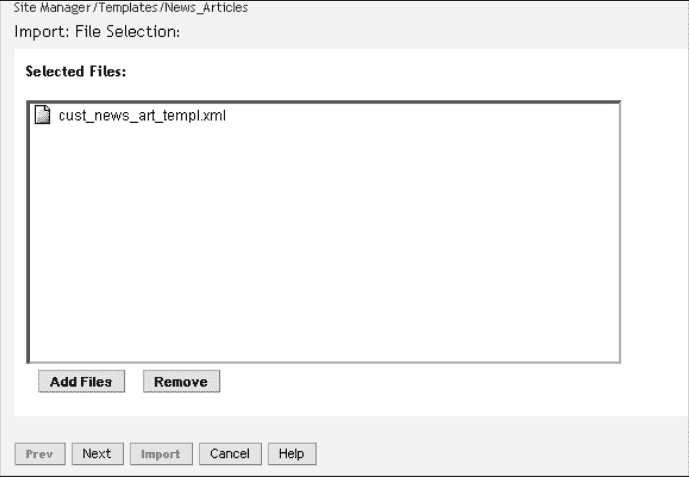 Site Manager/Templates/News_Articles
Import: File Selection:
Selected Files:
cust_news_art_templ.xml
Add Files Remove
Prev Next Import Cancel Help